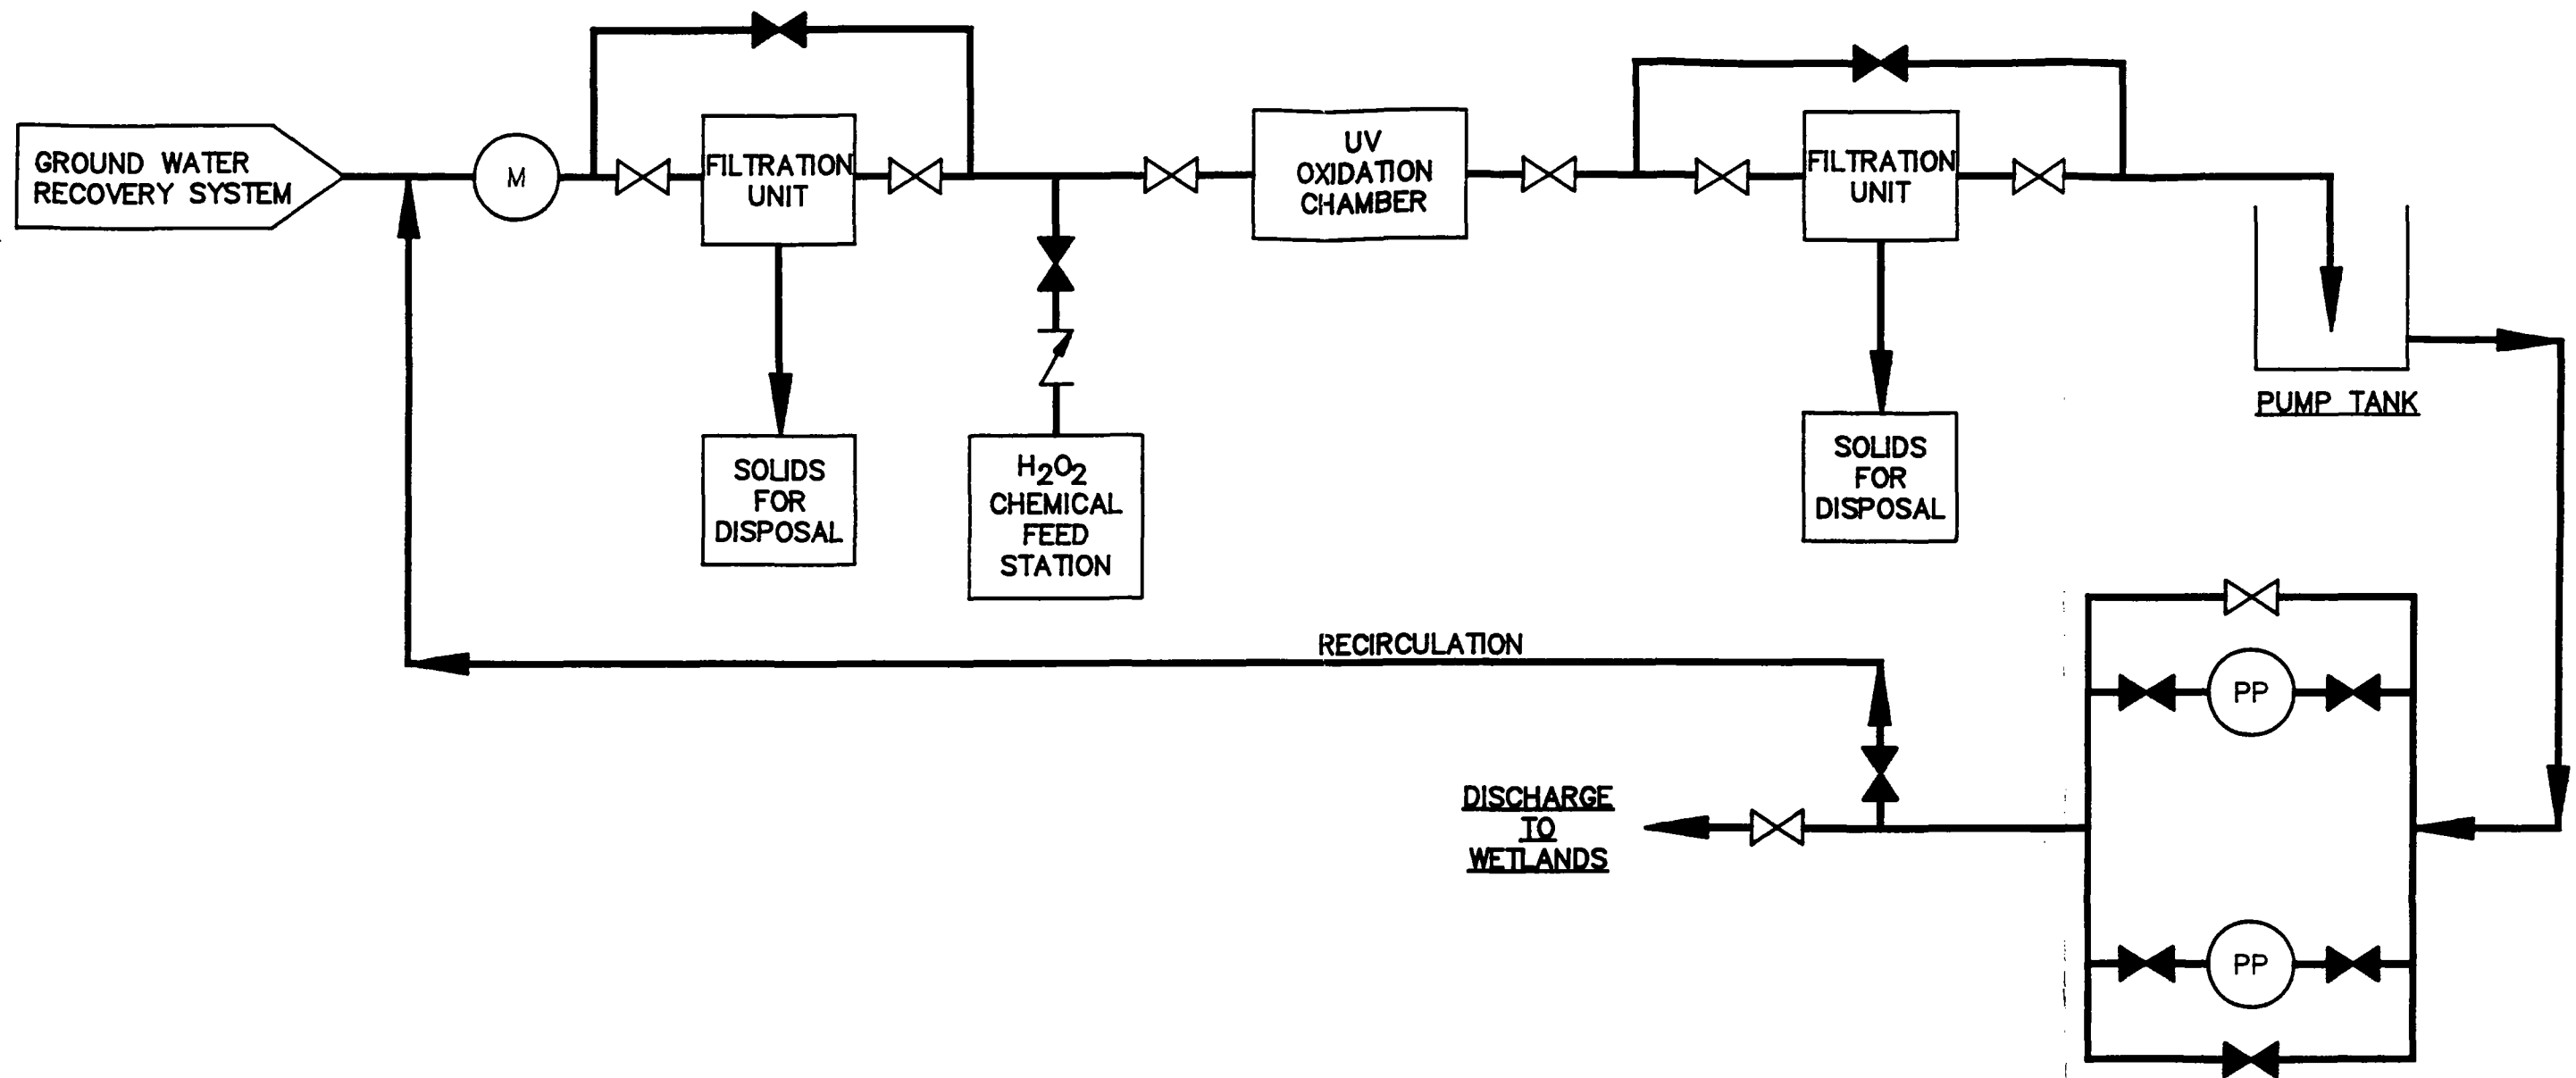 GROUND WATER
RECOVERY SYSTEM
M
FILTRATION
UNIT
SOLIDS
FOR
DISPOSAL
H2O2
CHEMICAL
FEED
STATION
UV
OXIDATION
CHAMBER
FILTRATION
UNIT
SOLIDS
FOR
DISPOSAL
PUMP TANK
RECIRCULATION
PP
DISCHARGE
TO
WETLANDS
PP